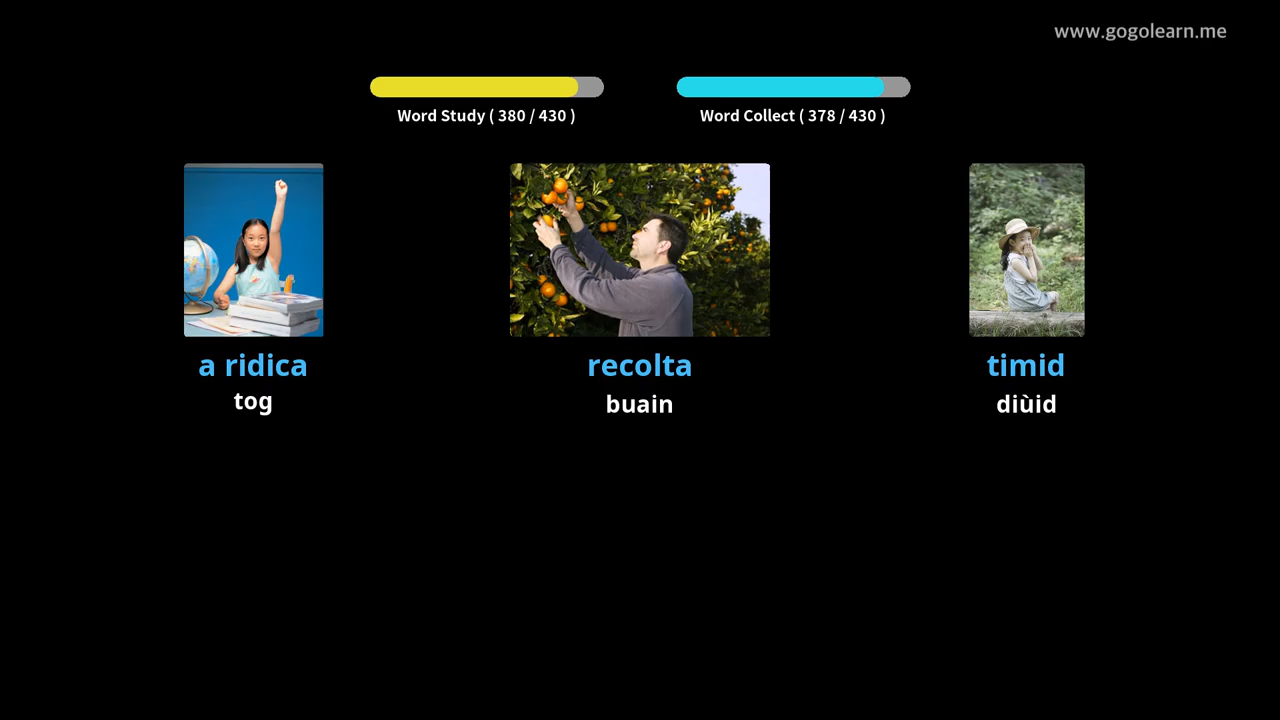 www.gogolearn.me
Word Study ( 380 / 430 )
Word Collect ( 378 / 430 )
a ridica
tog
recolta
buain
timid
diùid